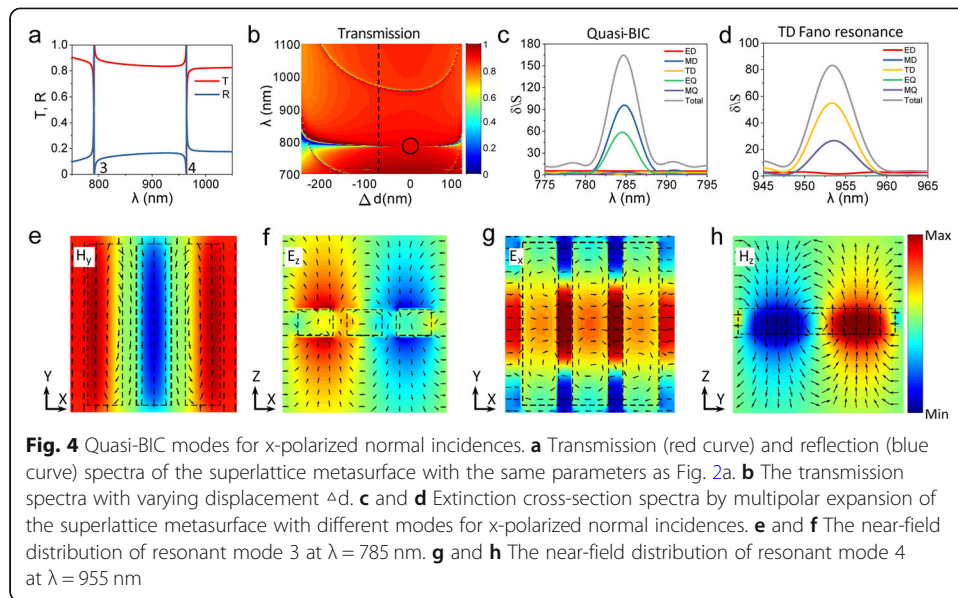 a
T, R
1.0
0.8
0.6
0.4
0.2
0
T
R
3
4
800
900
1000
λ (nm)
b
Transmission
λ (nm)
1100
1000
900
800
700
-200
-100
0
100
Δ d(nm)
1
0.8
0.6
0.4
0.2
0
c
Quasi-BIC
δ\S
180
150
120
90
60
30
0
ED
MD
TD
EQ
MQ
Total
775
780
785
790
795
λ (nm)
d
TD Fano resonance
δ\S
100
80
60
40
20
0
ED
MD
TD
EQ
MQ
Total
945
950
955
960
965
λ (nm)
e
Hy
Y
X
f
Ez
Z
X
g
Ex
Y
X
h
Hz
Z
Y
Max
Min
Fig. 4 Quasi-BIC modes for x-polarized normal incidences. a Transmission (red curve) and reflection (blue
curve) spectra of the superlattice metasurface with the same parameters as Fig. 2a. b The transmission
spectra with varying displacement △d. c and d Extinction cross-section spectra by multipolar expansion of
the superlattice metasurface with different modes for x-polarized normal incidences. e and f The near-field
distribution of resonant mode 3 at λ = 785 nm. g and h The near-field distribution of resonant mode 4
at λ = 955 nm